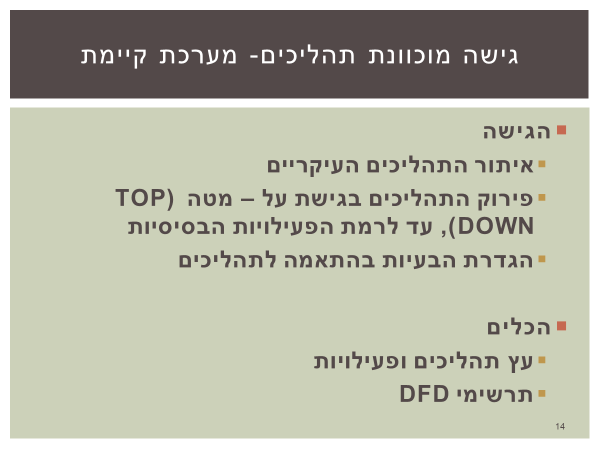 גישה מוכוונת תהליכים- מערכת קיימת
הגישה
איתור התהליכים העיקריים
פירוק התהליכים בגישת על – מטה (TOP
DOWN), עד לרמת הפעילויות הבסיסיות
הגדרת הבעיות בהתאמה לתהליכים
הכלים
עץ תהליכים ופעילויות
תרשימי DFD
14